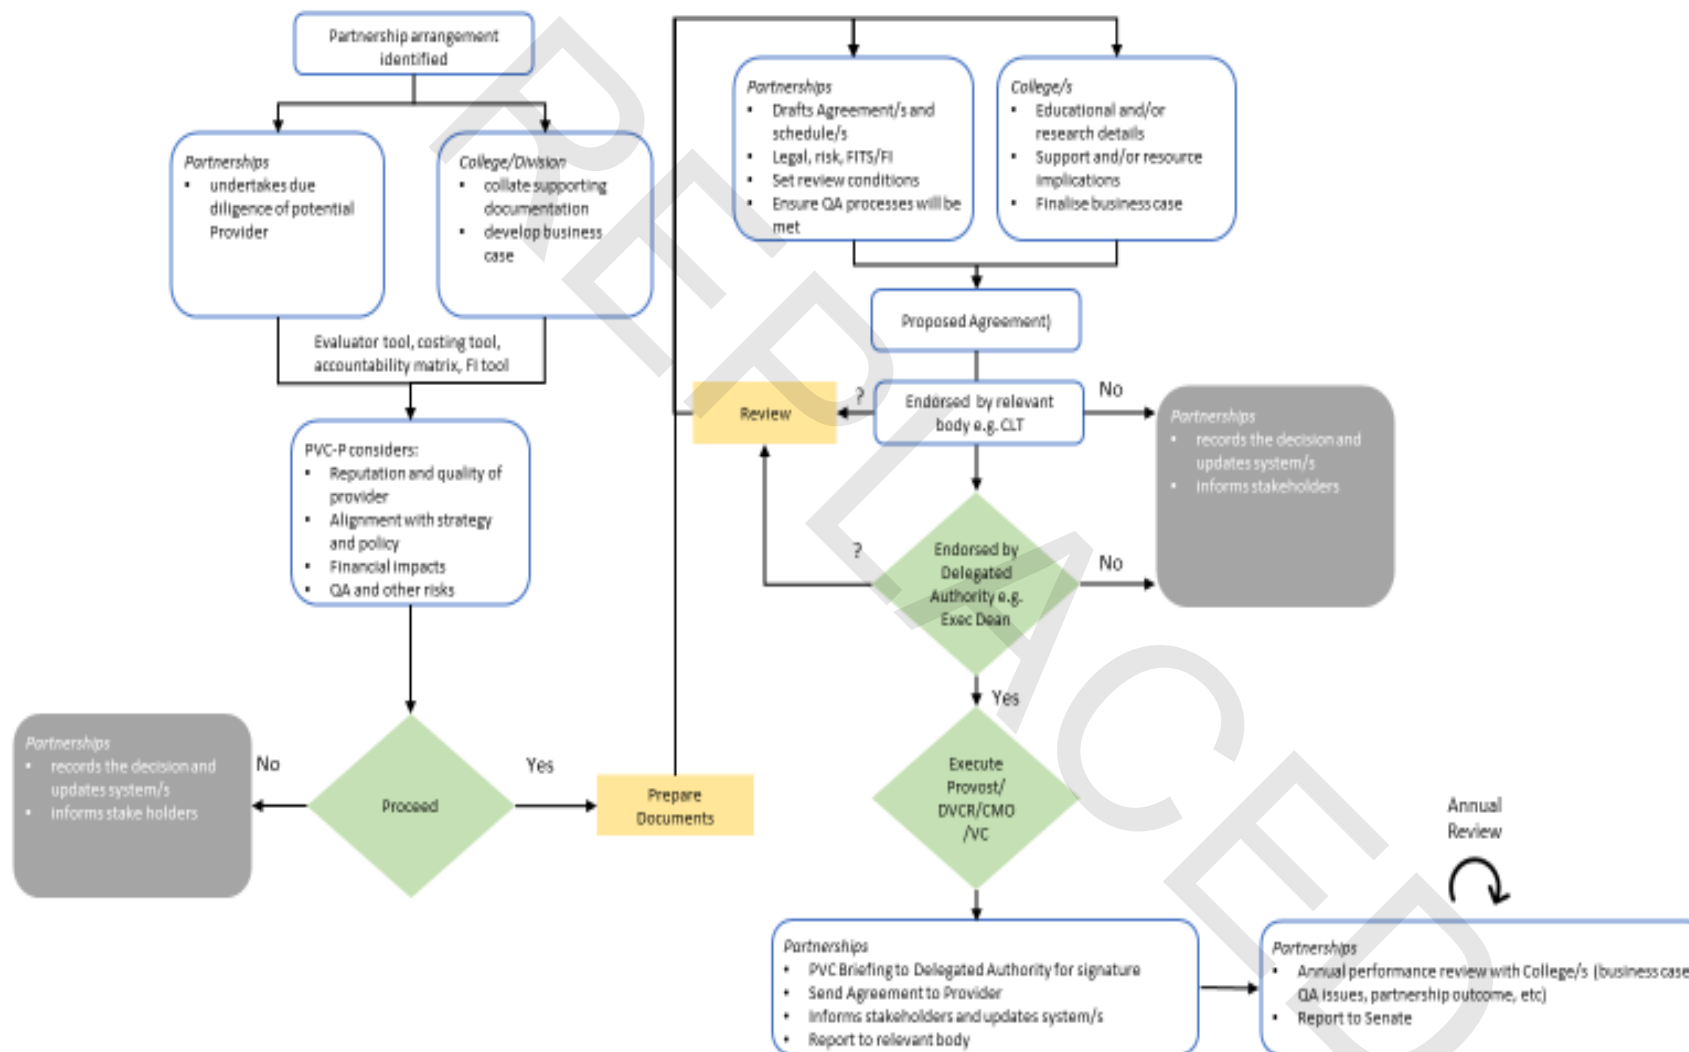 Partnership arrangement
identified
Partnerships
▪ undertakes due
diligence of potential
Provider
College/Division
▪ collate supporting
documentation
▪ develop business
case
Evaluator tool, costing tool,
accountability matrix, FI tool
PVC-P considers:
▪ Reputation and quality of
provider
▪ Alignment with strategy
and policy
▪ Financial impacts
▪ QA and other risks
Partnerships
▪ records the decision and
updates system/s
▪ informs stake holders
No
Proceed
Yes
Prepare
Documents
Partnerships
▪ Drafts Agreement/s and
schedule/s
▪ Legal, risk, FITS/FI
▪ Set review conditions
▪ Ensure QA processes will be
met
College/s
▪ Educational and/or
research details
▪ Support and/or resource
implications
▪ Finalise business case
Proposed Agreement)
Review
?
Endorsed by relevant
body e.g. CLT
No
Partnerships
▪ records the decision and
updates system/s
▪ informs stakeholders
?
Endorsed by
Delegated
Authority e.g.
Exec Dean
No
Yes
Execute
Provost/
DVCR/CMO
/VC
Annual
Review
Partnerships
▪ PVC Briefing to Delegated Authority for signature
▪ Send Agreement to Provider
▪ Informs stakeholders and updates system/s
▪ Report to relevant body
Partnerships
▪ Annual performance review with College/s (business case
QA issues, partnership outcome, etc)
▪ Report to Senate
REPLACED